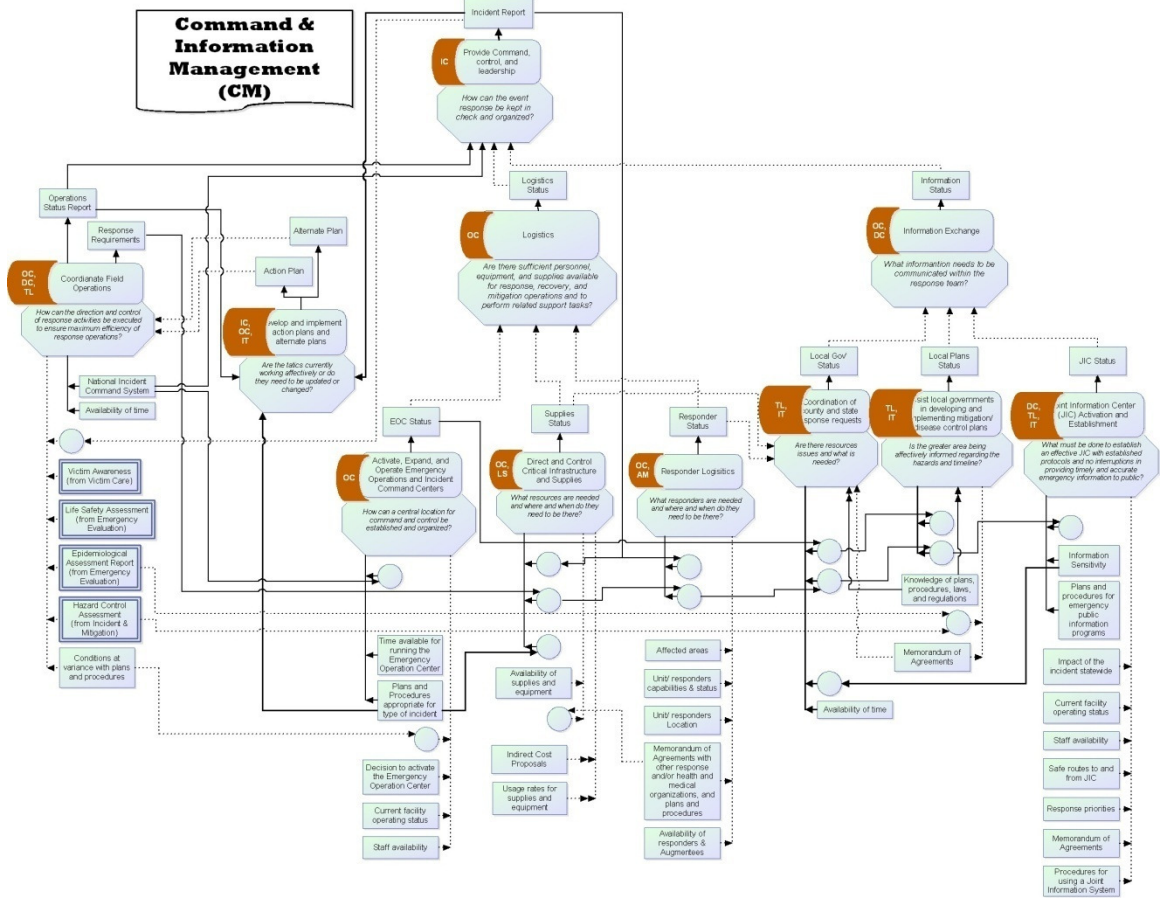 Command &
Information
Management
(CM)
Incident Report
IC
Provide Command,
control, and
leadership
How can the event
response be kept in
check and organized?
Operations
Status Report
Response
Requirements
Logistics
Status
Information
Status
Alternate Plan
Action Plan
OC,
DC,
TL
Coordianate Field
Operations
How can the direction and control
of response activities be executed
to ensure maximum efficiency of
response operations?
IC,
OC,
IT
velop and implement
action plans and
alternate plans
Are the tatics currently
working affectively or do
they need to be updated or
changed?
OC
Logistics
Are there sufficient personnel,
equipment, and supplies available
for response, recovery, and
mitigation operations and to
perform related support tasks?
OC,
DC
Information Exchange
What informantion needs to be
communicated within the
response team?
National Incident
Command System
Availability of time
EOC Status
Supplies
Status
Responder
Status
Local Gov'
Status
Local Plans
Status
JIC Status
OC
Activate, Expand, and
Operate Emergency
Operations and Incident
Command Centers
How can a central location for
command and control be
established and organized?
OC,
LS
Direct and Control
Critical Infrastructure
and Supplies
What resources are needed
and where and when do they
need to be there?
OC,
AM
Responder Logistics
What responders are needed
and where and when do they
need to be there?
TL,
IT
Coordination of
ounty and state
esponse requests
Are there resources
issues and what is
needed?
TL,
IT
sist local governments
in developing and
mplementing mitigation/
disease control plans
Is the greater area being
affectively informed regarding the
hazards and timeline?
DC,
TL,
IT
oint Information Center
(JIC) Activation and
Establishment
What must be done to establish
an effective JIC with established
protocols and no interruptions in
providing timely and accurate
emergency information to public?
Victim Awareness
(from Victim Care)
Life Safety Assessment
(from Emergency
Evaluation)
Epidemiological
Assessment Report
(from Emergency
Evaluation)
Hazard Control
Assessment
(from Incident &
Mitigation)
Conditions at
variance with plans
and procedures
Time available for
running the
Emergency
Operation Center
Plans and
Procedures
appropriate for
type of incident
Decision to activate
the Emergency
Operation Center
Current facility
operating status
Staff availability
Availability of
supplies and
equipment
Indirect Cost
Proposals
Usage rates for
supplies and
equipment
Affected areas
Unit/ responders
capabilities & status
Unit/ responders
Location
Memorandum of
Agreements with
other response
and/or health and
medical
organizations, and
plans and
procedures
Availability of
responders &
Augmentees
Knowledge of plans,
procedures, laws,
and regulations
Memorandum of
Agreements
Availability of time
Information
Sensitivity
Plans and
procedures for
emergency
public
information
programs
Impact of the
incident statewide
Current facility
operating status
Staff availability
Safe routes to and
from JIC
Response priorities
Memorandum of
Agreements
Procedures for
using a Joint
Information System